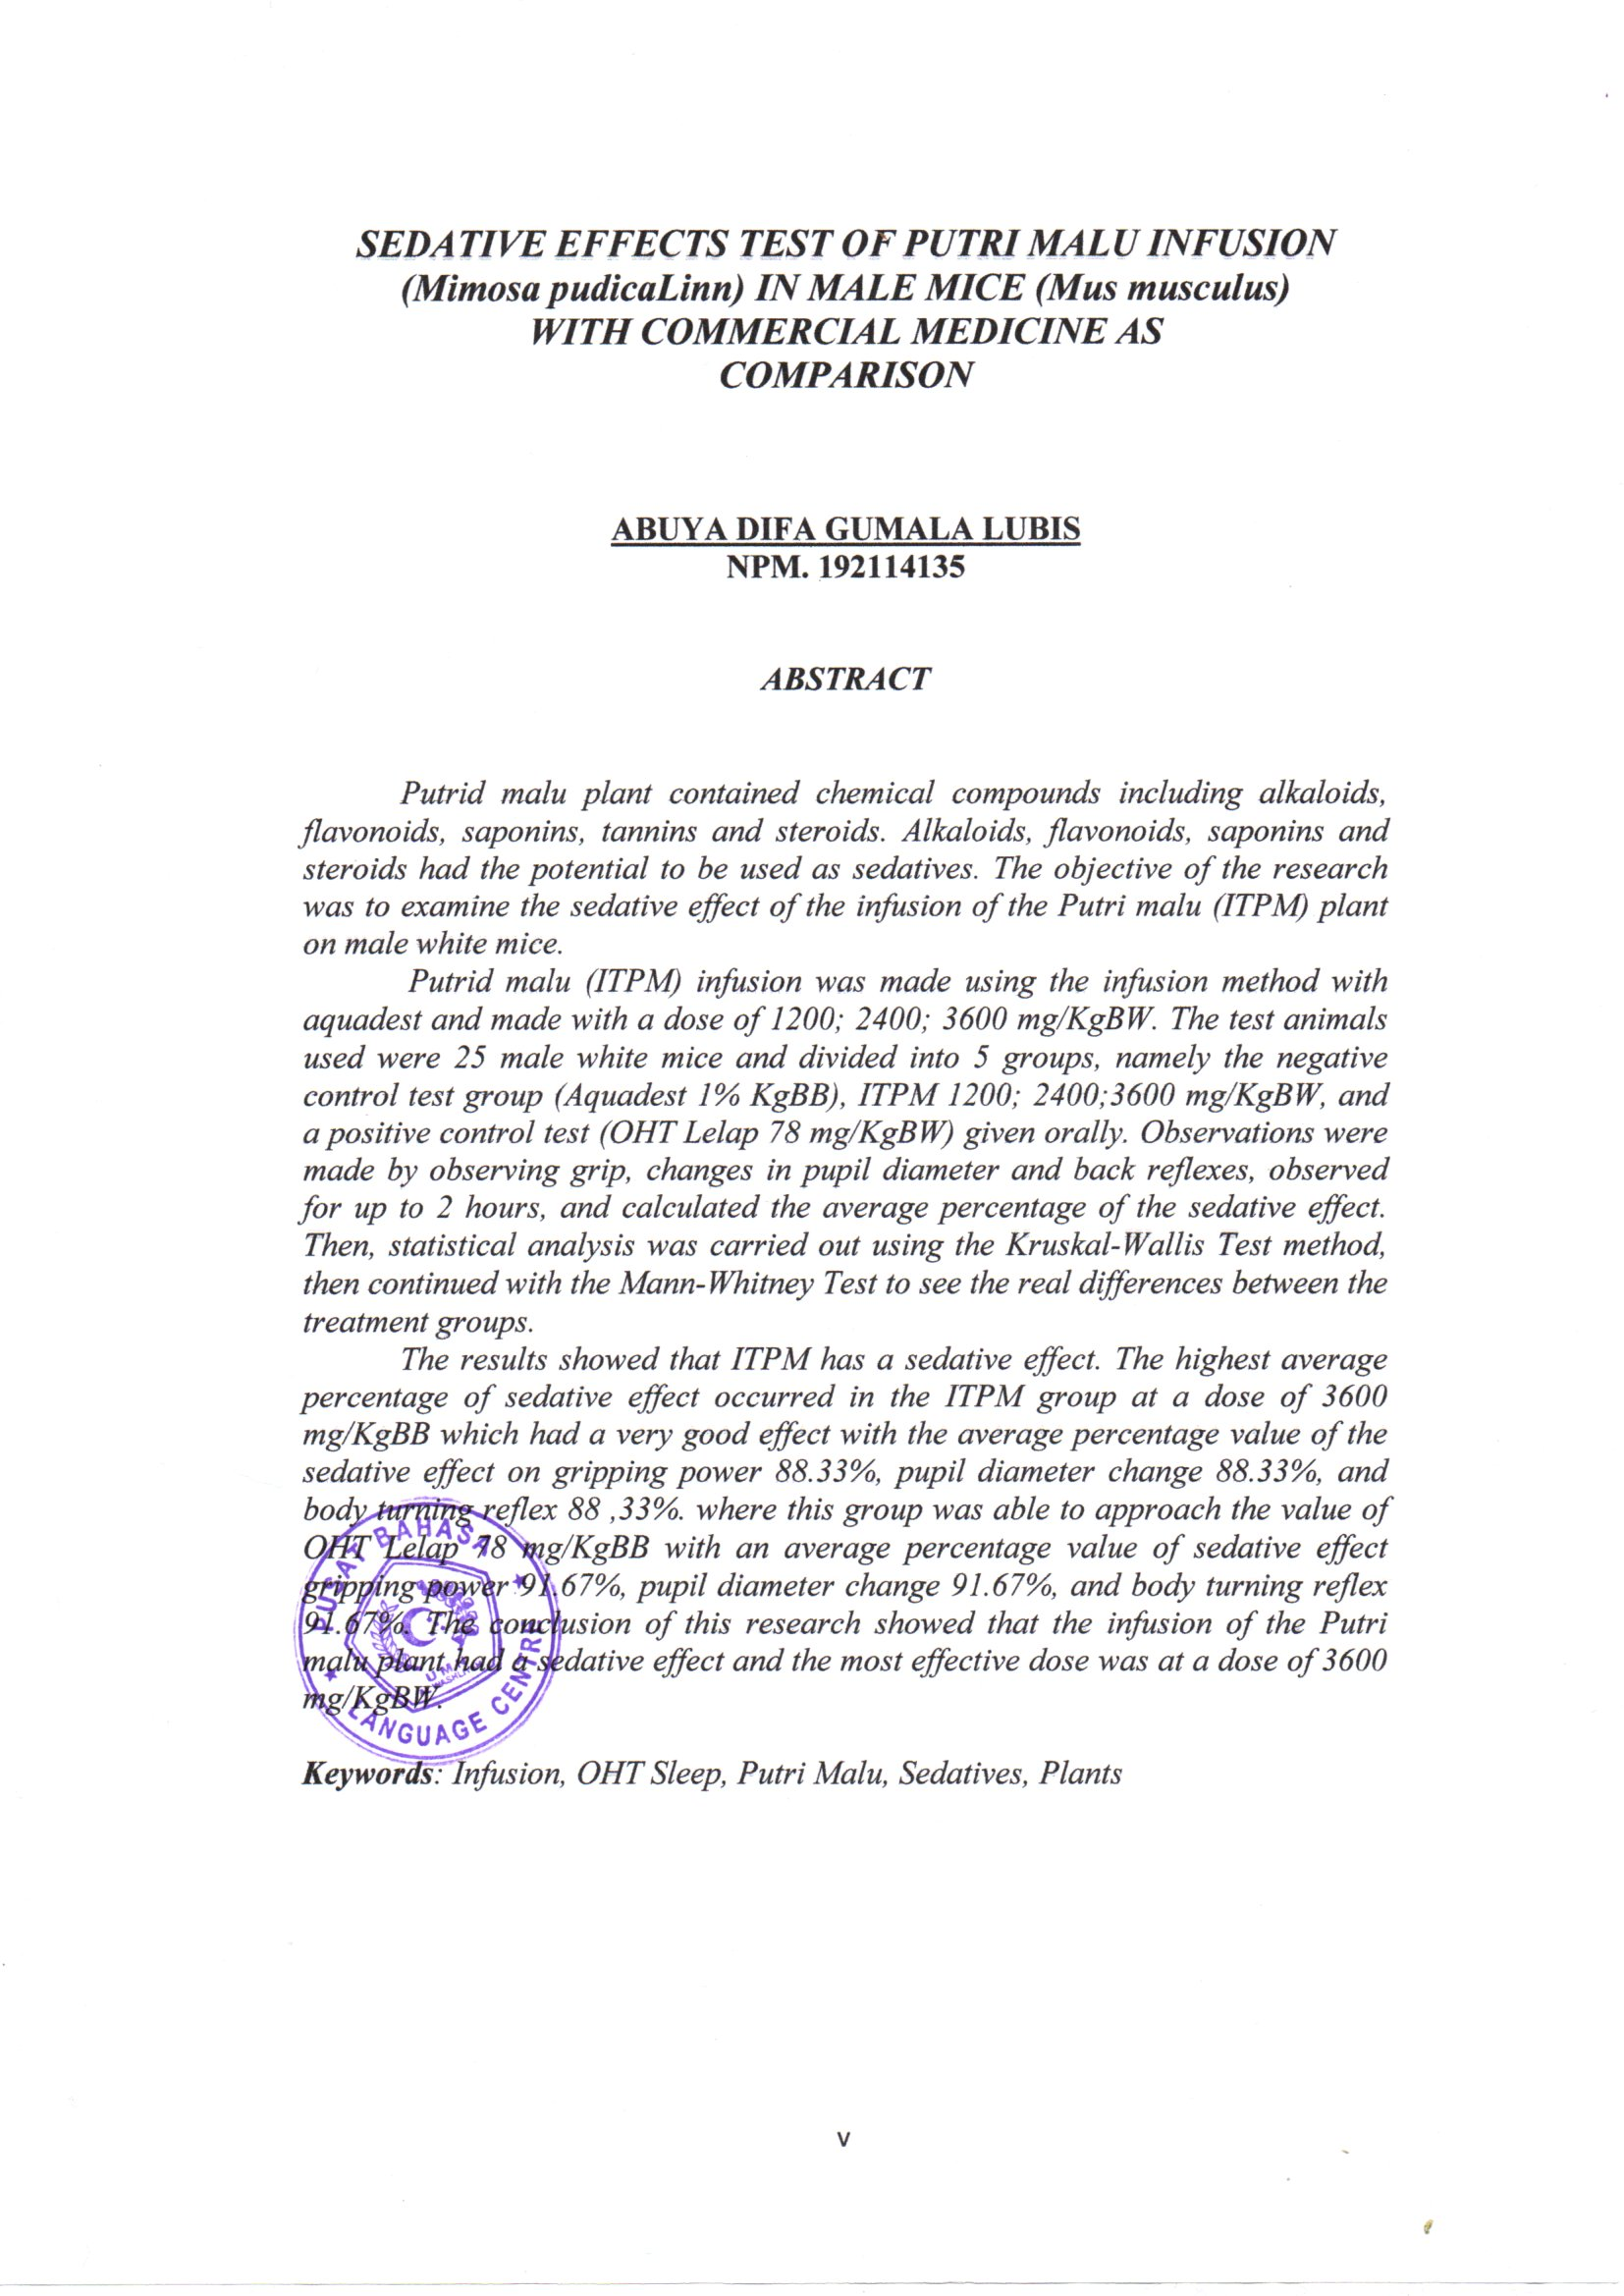 SEDATIVE EFFECTS TEST OF PUTRI MALU INFUSION
(Mimosa pudicaLinn) IN MALE MICE (Mus musculus)
WITH COMMERCIAL MEDICINE AS
COMPARISON
ABUYA DIFA GUMALA LUBIS
NPM. 192114135
ABSTRACT
Putrid malu plant contained chemical compounds including alkaloids,
flavonoids, saponins, tannins and steroids. Alkaloids, flavonoids, saponins and
steroids had the potential to be used as sedatives. The objective of the research
was to examine the sedative effect of the infusion of the Putri malu (ITPM) plant
on male white mice.
Putrid malu (ITPM) infusion was made using the infusion method with
aquadest and made with a dose of 1200; 2400; 3600 mg/KgBW. The test animals
used were 25 male white mice and divided into 5 groups, namely the negative
control test group (Aquadest 1% KgBB), ITPM 1200; 2400;3600 mg/KgBW, and
a positive control test (OHT Lelap 78 mg/KgBW) given orally. Observations were
made by observing grip, changes in pupil diameter and back reflexes, observed
for up to 2 hours, and calculated the average percentage of the sedative effect.
Then, statistical analysis was carried out using the Kruskal-Wallis Test method,
then continued with the Mann-Whitney Test to see the real differences between the
treatment groups.
The results showed that ITPM has a sedative effect. The highest average
percentage of sedative effect occurred in the ITPM group at a dose of 3600
mg/KgBB which had a very good effect with the average percentage value of the
sedative effect on gripping power 88.33%, pupil diameter change 88.33%, and
body turning reflex 88 ,33%. where this group was able to approach the value of
OHT Lelap 78 mg/KgBB with an average percentage value of sedative effect
gripping power 91.67%, pupil diameter change 91.67%, and body turning reflex
91.67%. The conclusion of this research showed that the infusion of the Putri
malu plant had a sedative effect and the most effective dose was at a dose of 3600
mg/KgBW.
PUSAT BAHASA
UMN
LANGUAGE CENTRE
Keywords: Infusion, OHT Sleep, Putri Malu, Sedatives, Plants
v